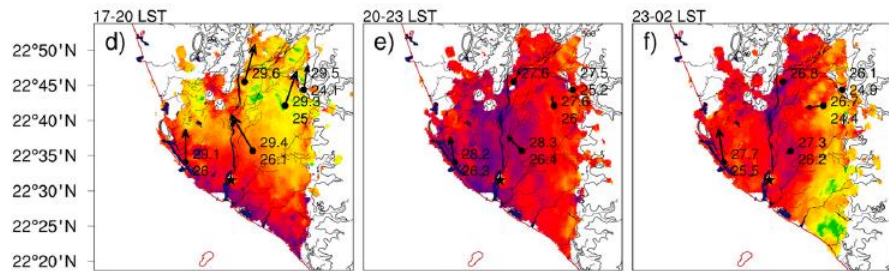 17-20 LST
20-23 LST
23-02 LST
d)
e)
f)
22°50'N
22°45'N
22°40'N
22°35'N
22°30'N
22°25'N
22°20'N
29.6
29.5
24.1
29.3
25
29.4
26.1
29.1
26
27.8
27.5
25.2
27.6
26
28.3
26.4
28.2
26.3
26.8
26.1
24.9
26.7
24.4
27.3
26.2
27.7
25.5